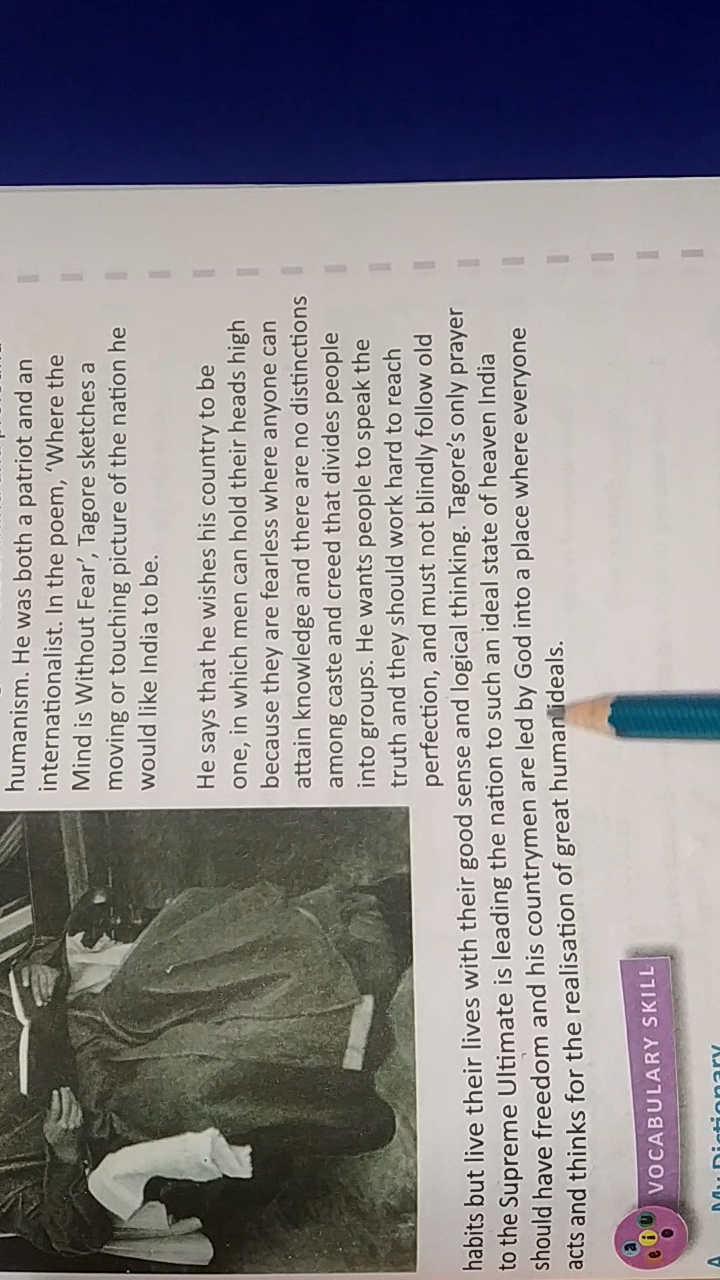 humanism. He was both a patriot and an
internationalist. In the poem, ‘Where the
Mind is Without Fear’, Tagore sketches a
moving or touching picture of the nation he
would like India to be.
He says that he wishes his country to be
one, in which men can hold their heads high
because they are fearless where anyone can
attain knowledge and there are no distinctions
among caste and creed that divides people
into groups. He wants people to speak the
truth and they should work hard to reach
perfection, and must not blindly follow old
habits but live their lives with their good sense and logical thinking. Tagore’s only prayer
to the Supreme Ultimate is leading the nation to such an ideal state of heaven India
should have freedom and his countrymen are led by God into a place where everyone
acts and thinks for the realisation of great human ideals.
a e i o u
VOCABULARY SKILL
A My Dictionary